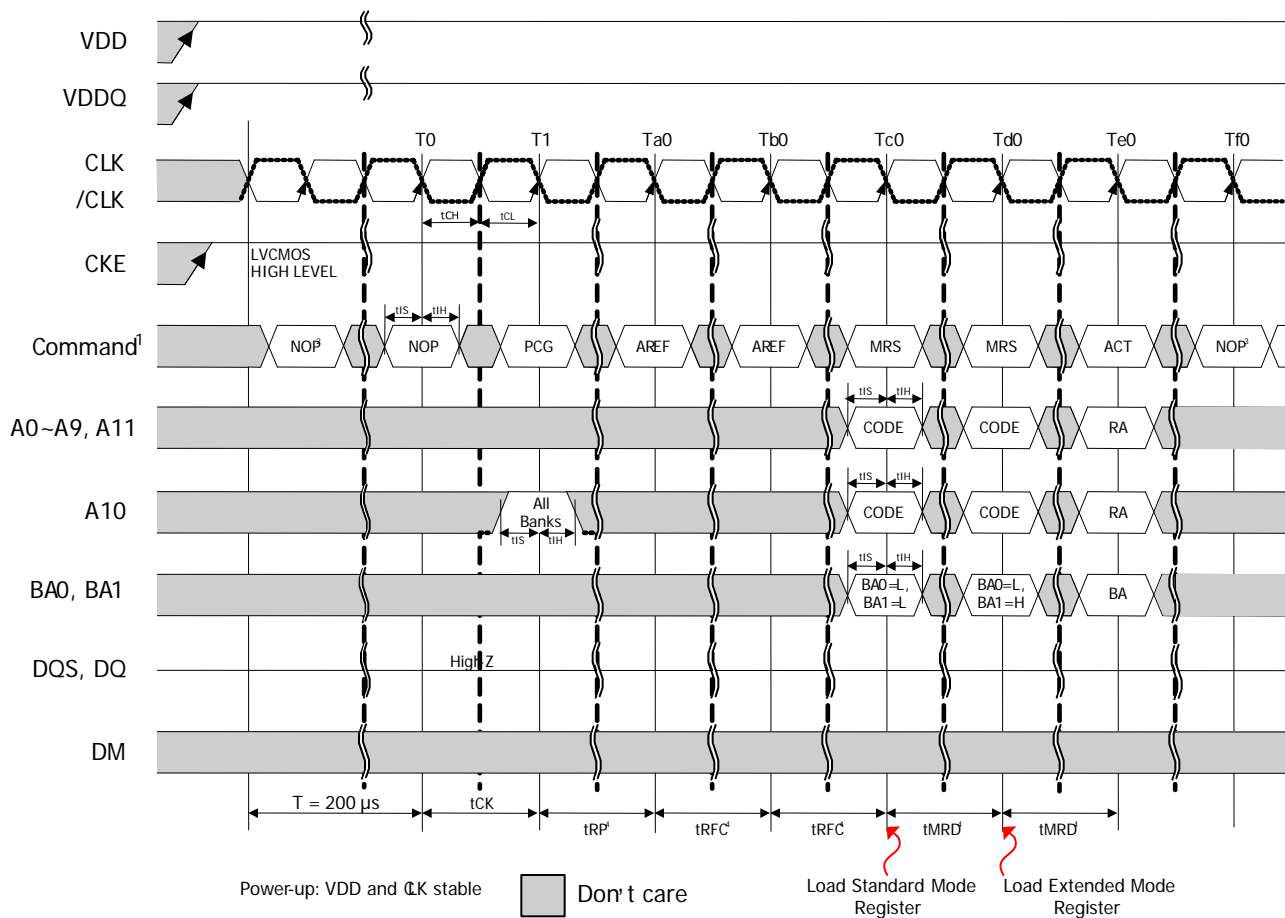 VDD
VDDQ
T0 T1 Ta0 Tb0 Tc0 Td0 Te0 Tf0
CLK
/CLK
tCH tCL
CKE
LVCMOS
HIGH LEVEL
tIS tIH
Command1 NOP3 NOP PCG AREF AREF MRS MRS ACT NOP3
tIS tIH
A0~A9, A11 CODE CODE RA
tIS tIH
A10 All
Banks CODE CODE RA
tIS tIH
tIS tIH
BA0, BA1 BA0=L,
BA1=L BA0=L,
BA1=H BA
DQS, DQ High-Z
DM
T = 200 µs tCK tRP4 tRFC4 tRFC4 tMRD4 tMRD4
Power-up: VDD and CLK stable
Don't care
Load Standard Mode
Register
Load Extended Mode
Register